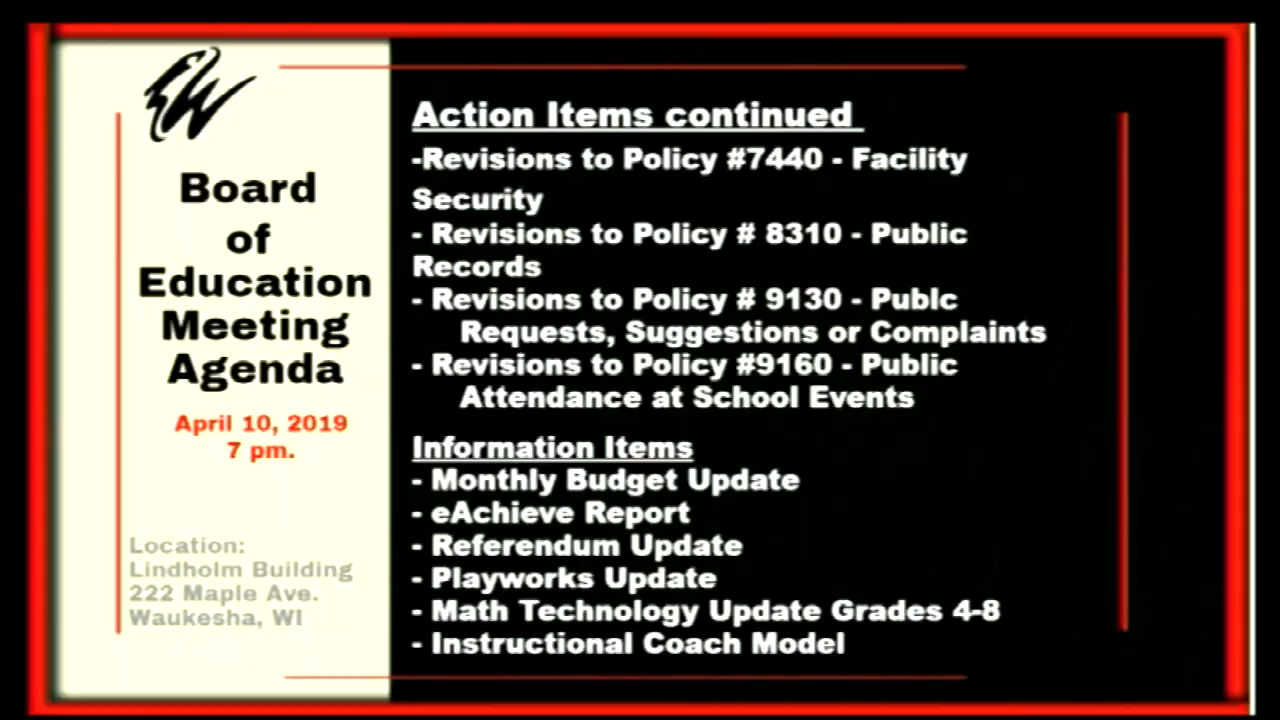 Board
of
Education
Meeting
Agenda
April 10, 2019
7 pm.
Location:
Lindholm Building
222 Maple Ave.
Waukesha, WI
Action Items continued
-Revisions to Policy #7440 - Facility
Security
- Revisions to Policy # 8310 - Public
Records
- Revisions to Policy # 9130 - Publc
Requests, Suggestions or Complaints
- Revisions to Policy #9160 - Public
Attendance at School Events
Information Items
- Monthly Budget Update
- eAchieve Report
- Referendum Update
- Playworks Update
- Math Technology Update Grades 4-8
- Instructional Coach Model